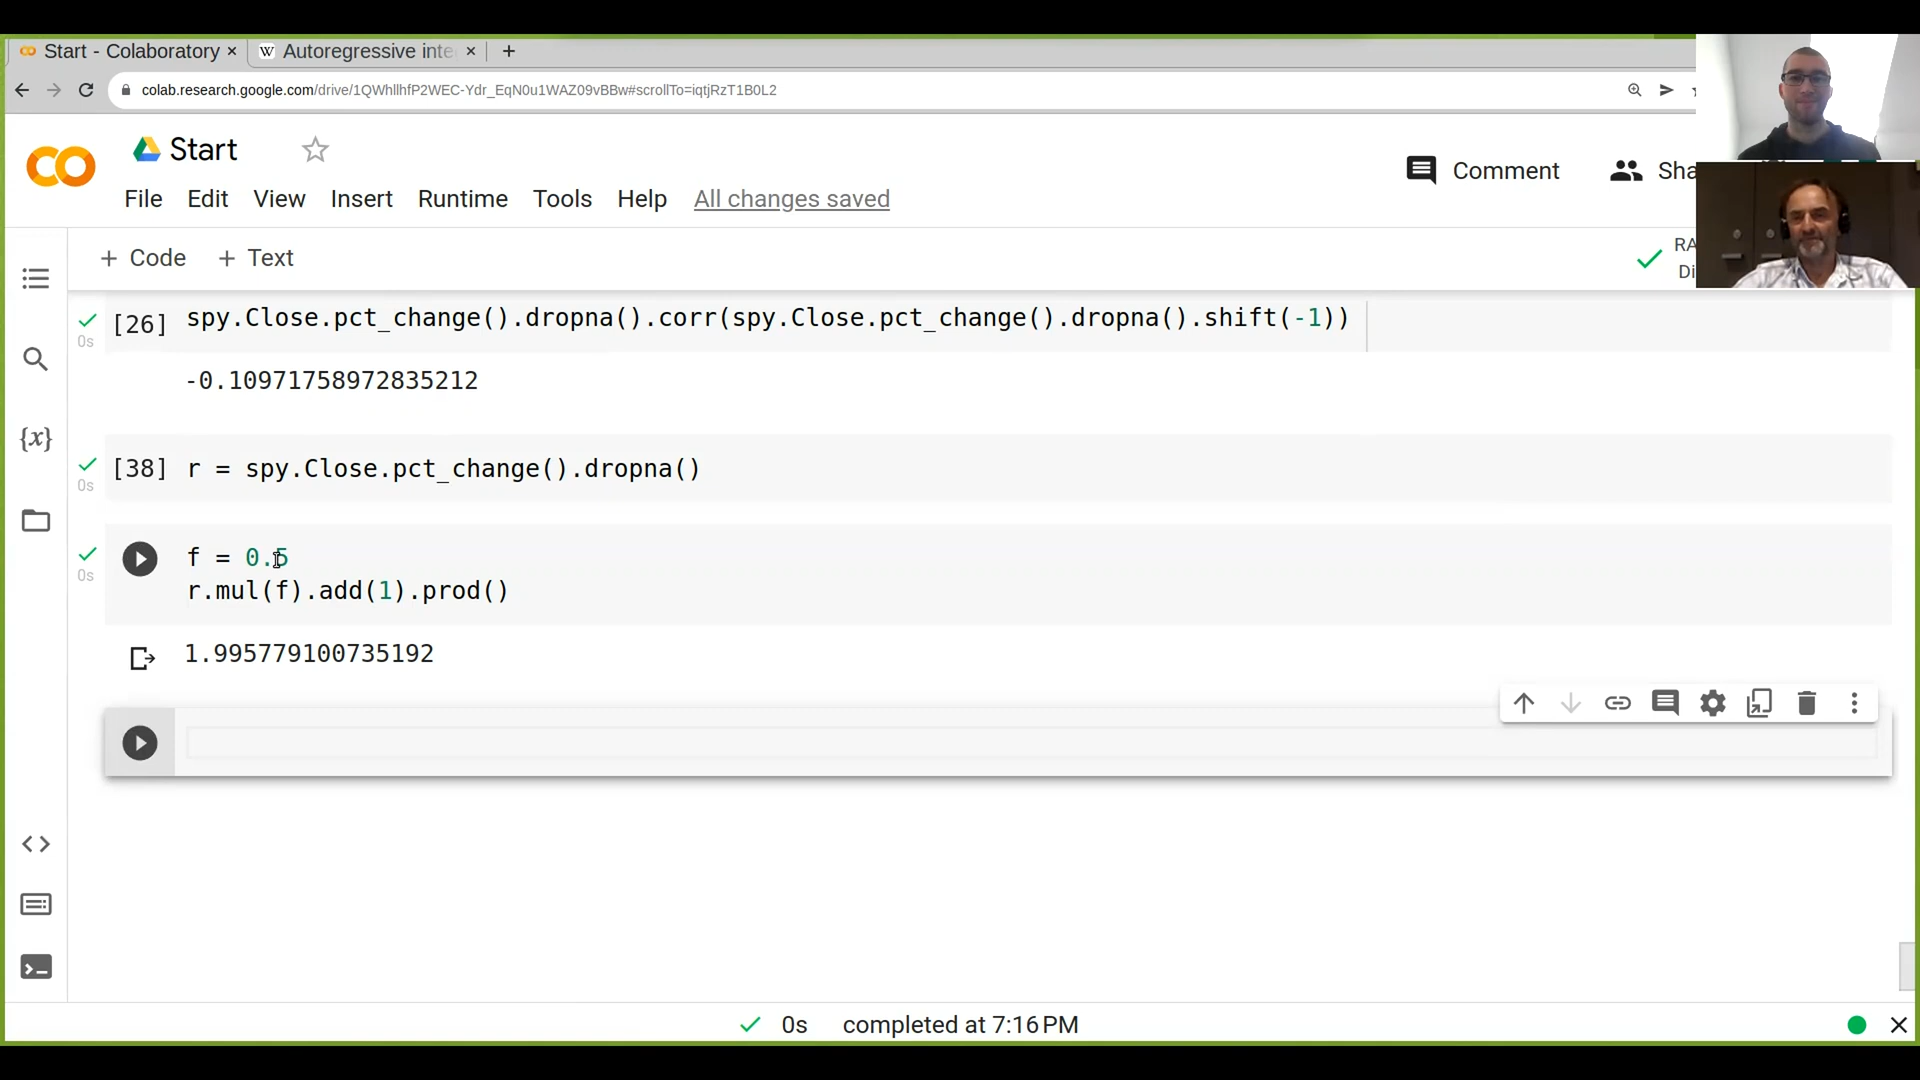 Start - Colaboratory
Autoregressive inte
colab.research.google.com/drive/1QWhllhfP2WEC-Ydr_EqN0u1WAZ09vBBw#scrollTo=iqtjRzT1B0L2
Start
File Edit View Insert Runtime Tools Help All changes saved
Comment
Sha
+ Code + Text
RA
Di
[26] spy.Close.pct_change().dropna().corr(spy.Close.pct_change().dropna().shift(-1))
0s
-0.10971758972835212
[38] r = spy.Close.pct_change().dropna()
0s
f = 0.5
0s
r.mul(f).add(1).prod()
1.995779100735192
{x}
0s completed at 7:16 PM